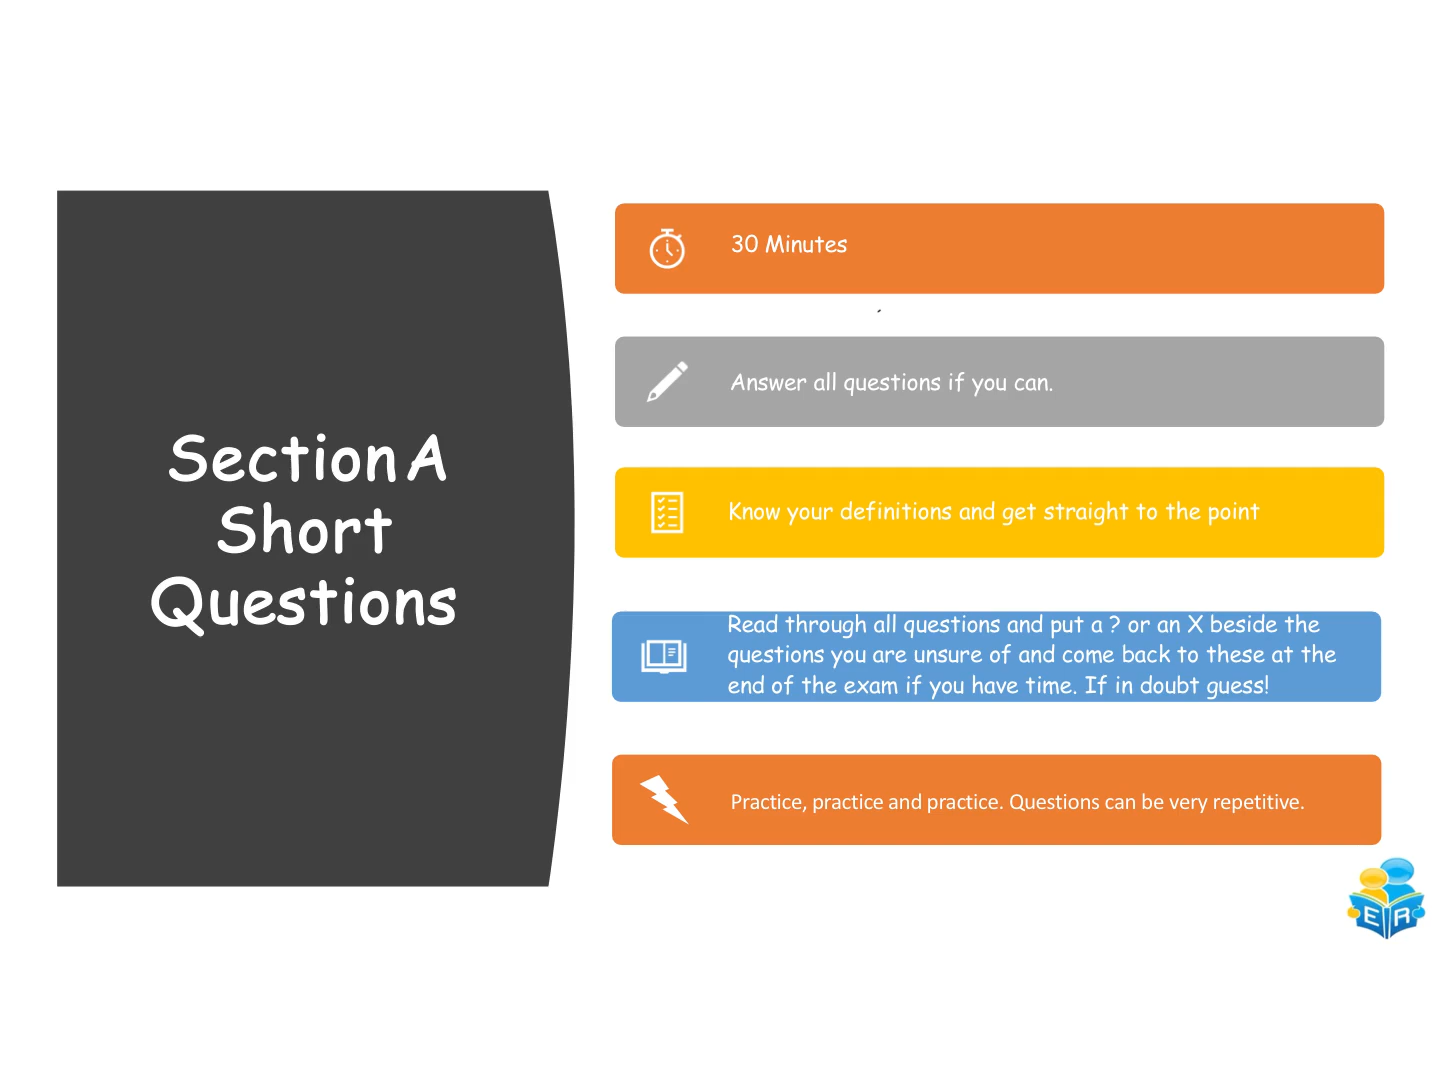 Section A
Short
Questions
30 Minutes
Answer all questions if you can.
Know your definitions and get straight to the point
Read through all questions and put a ? or an X beside the
questions you are unsure of and come back to these at the
end of the exam if you have time. If in doubt guess!
Practice, practice and practice. Questions can be very repetitive.
E R